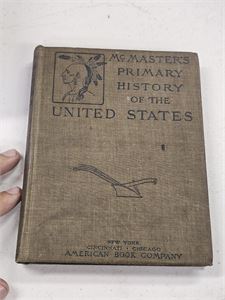 McMASTER'S
PRIMARY
HISTORY
OF THE
UNITED STATES
NEW YORK
CINCINNATI • CHICAGO
AMERICAN BOOK COMPANY